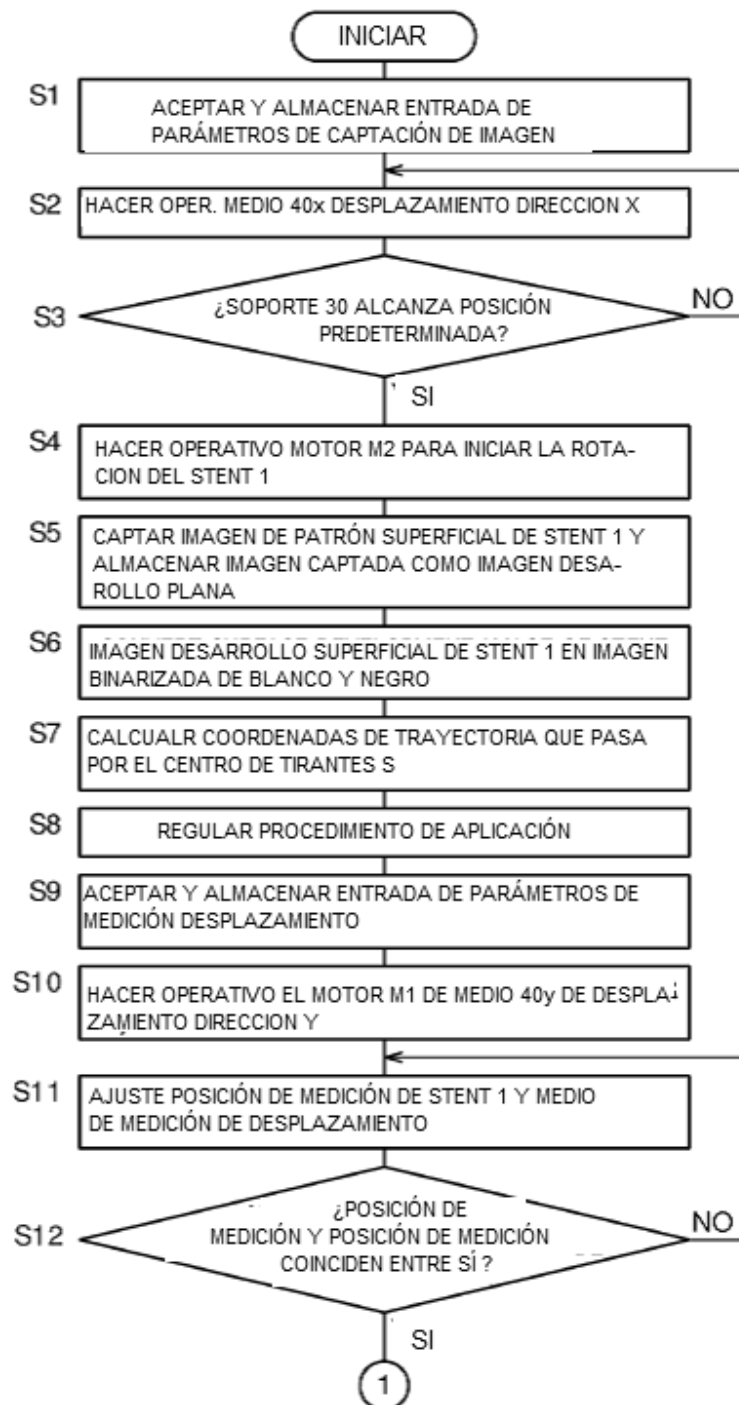 INICIAR
S1
ACEPTAR Y ALMACENAR ENTRADA DE
PARÁMETROS DE CAPTACIÓN DE IMAGEN
S2
HACER OPER. MEDIO 40x DESPLAZAMIENTO DIRECCION X
S3
¿SOPORTE 30 ALCANZA POSICIÓN
PREDETERMINADA?
NO
SI
S4
HACER OPERATIVO MOTOR M2 PARA INICIAR LA ROTA-
CION DEL STENT 1
S5
CAPTAR IMAGEN DE PATRÓN SUPERFICIAL DE STENT 1 Y
ALMACENAR IMAGEN CAPTADA COMO IMAGEN DESA-
ROLLO PLANA
S6
IMAGEN DESARROLLO SUPERFICIAL DE STENT 1 EN IMAGEN
BINARIZADA DE BLANCO Y NEGRO
S7
CALCUALR COORDENADAS DE TRAYECTORIA QUE PASA
POR EL CENTRO DE TIRANTES S
S8
REGULAR PROCEDIMIENTO DE APLICACIÓN
S9
ACEPTAR Y ALMACENAR ENTRADA DE PARÁMETROS DE
MEDICIÓN DESPLAZAMIENTO
S10
HACER OPERATIVO EL MOTOR M1 DE MEDIO 40y DE DESPLA-
ZAMIENTO DIRECCION Y
S11
AJUSTE POSICIÓN DE MEDICIÓN DE STENT 1 Y MEDIO
DE MEDICIÓN DE DESPLAZAMIENTO
S12
¿POSICIÓN DE
MEDICIÓN Y POSICIÓN DE MEDICIÓN
COINCIDEN ENTRE SÍ ?
NO
SI
1